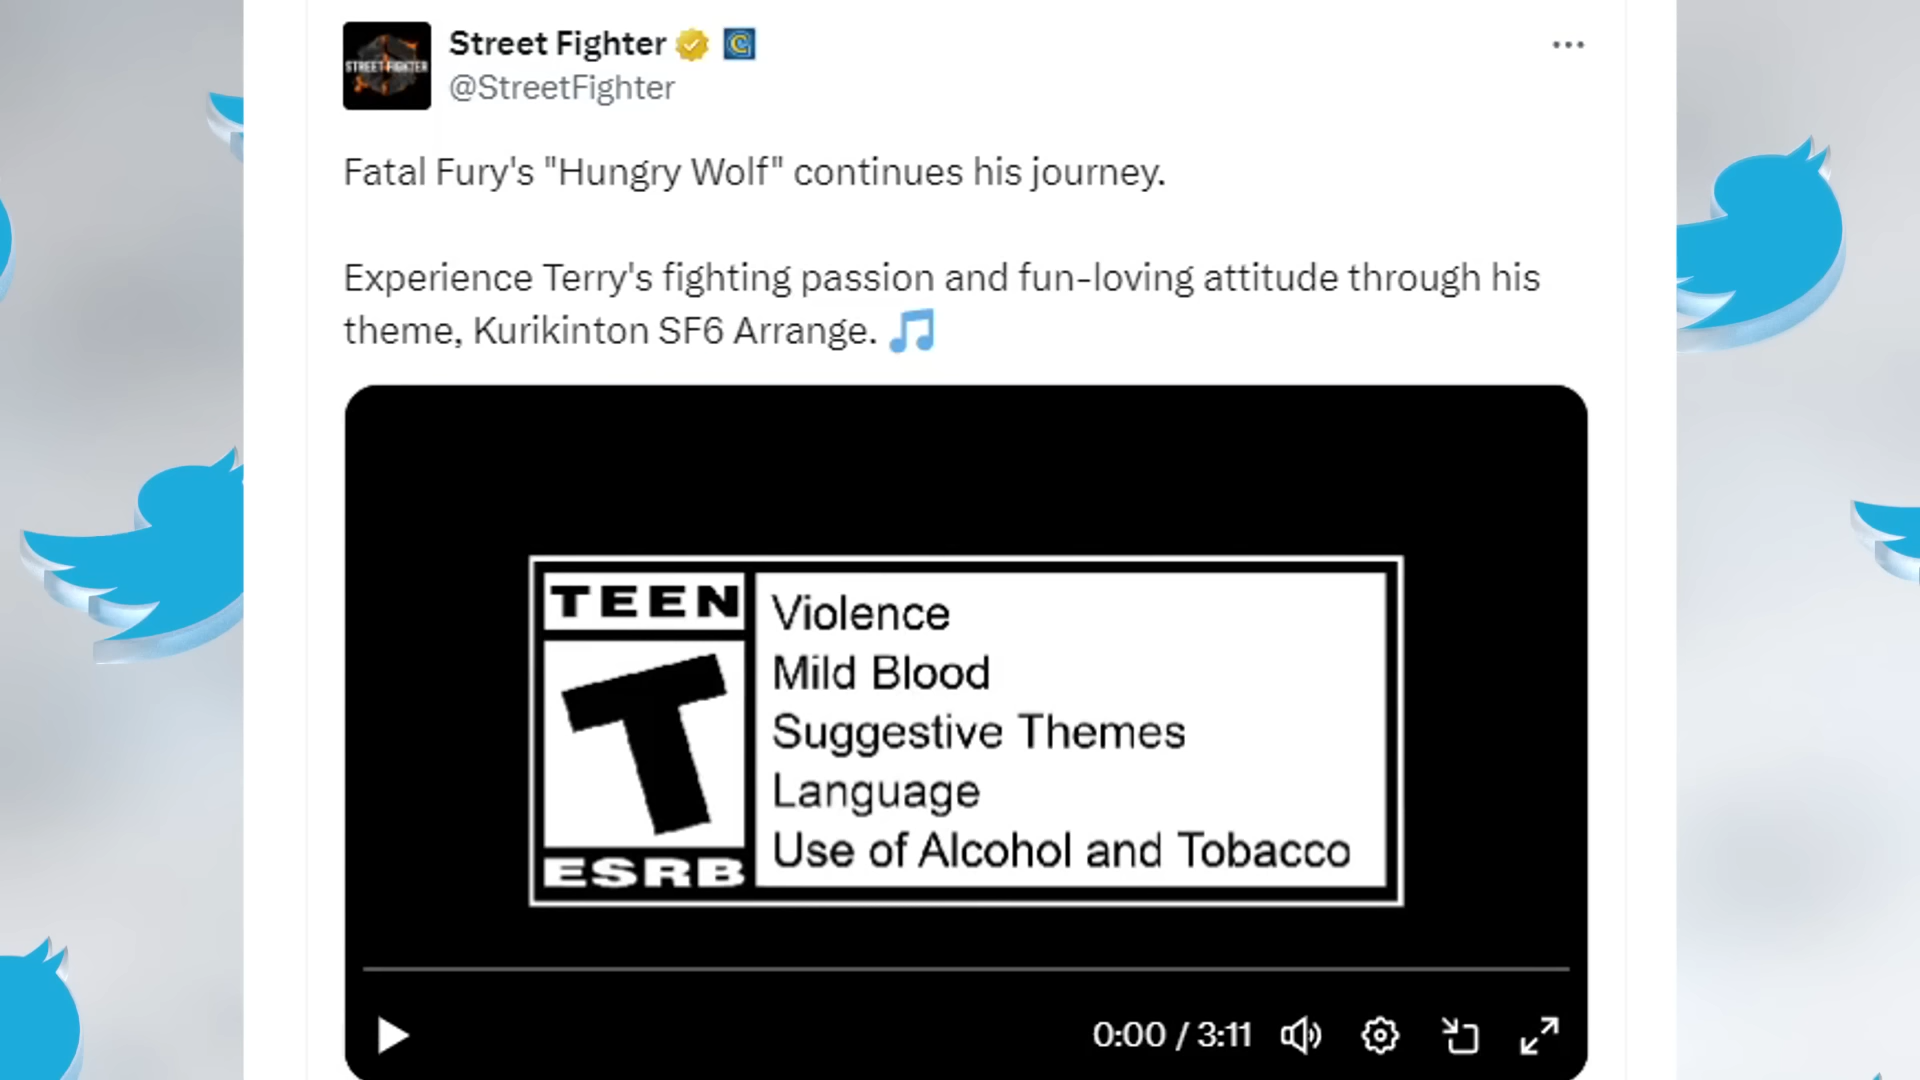 STREET FIGHTER
Street Fighter
@StreetFighter
Fatal Fury's "Hungry Wolf" continues his journey.
Experience Terry's fighting passion and fun-loving attitude through his
theme, Kurikinton SF6 Arrange. 🎵
TEEN
T
ESRB
Violence
Mild Blood
Suggestive Themes
Language
Use of Alcohol and Tobacco
0:00 / 3:11